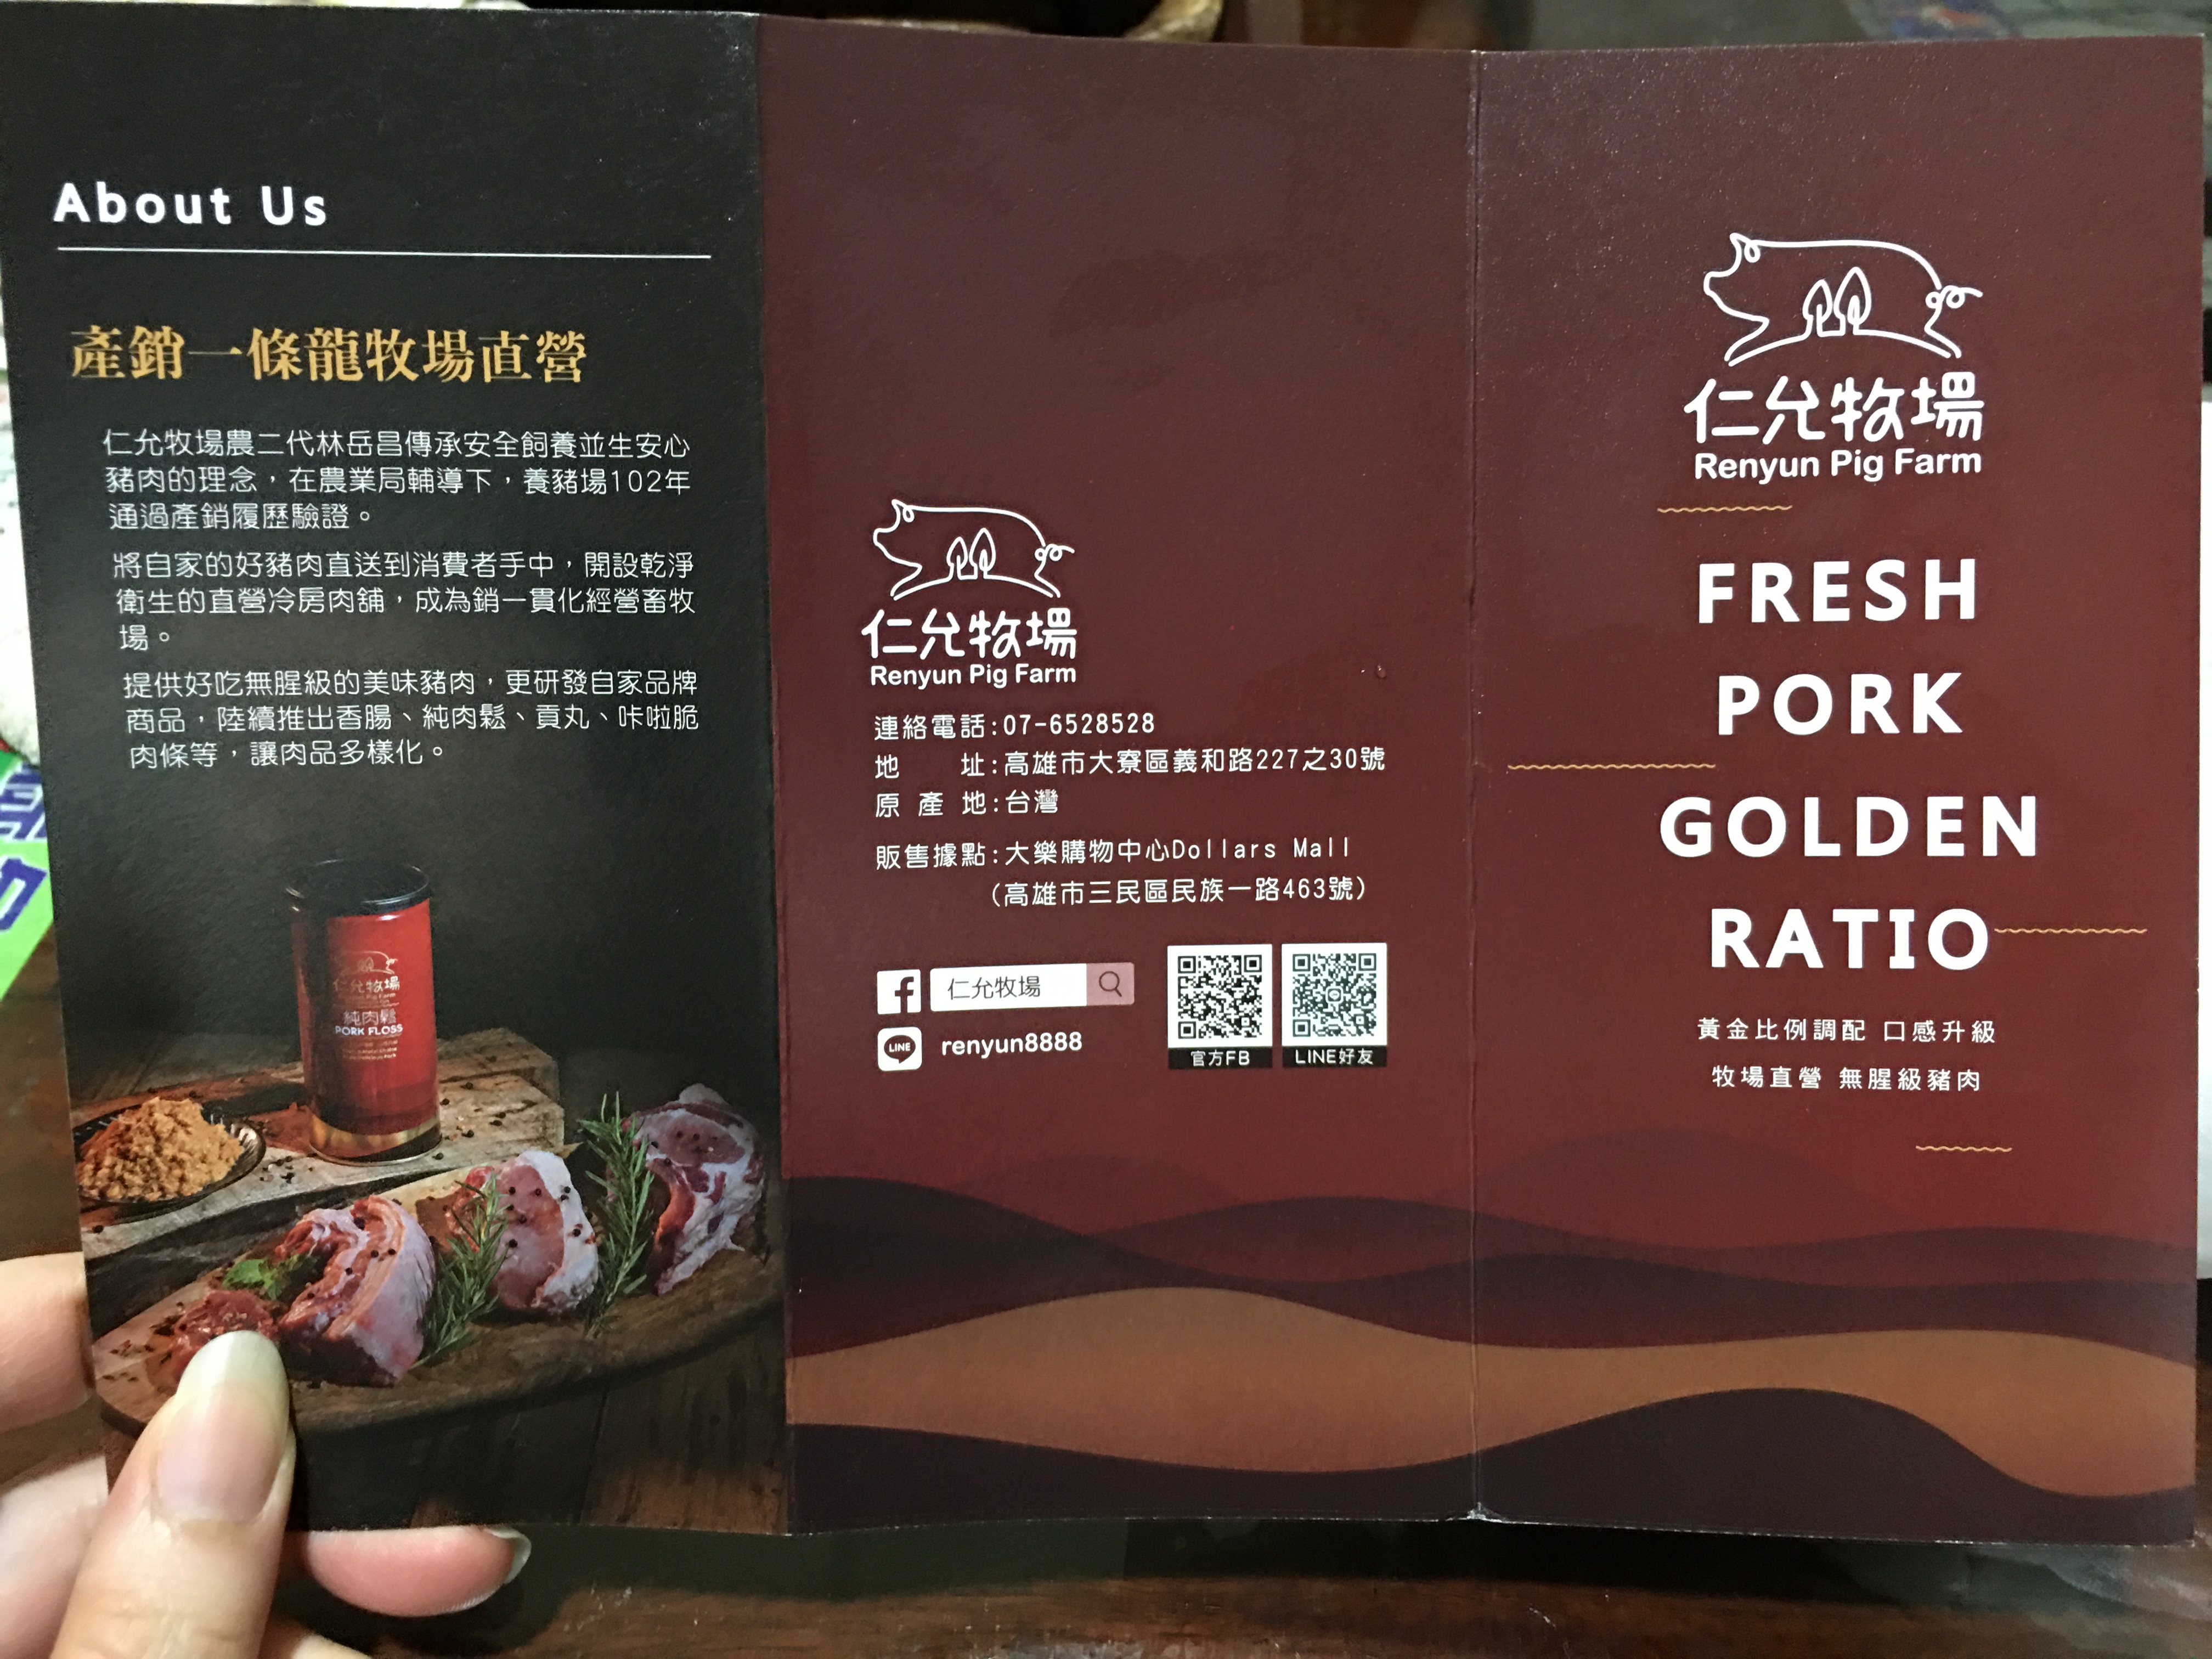 About Us
產銷一條龍牧場直營
仁允牧場農二代林岳昌傳承安全飼養並生安心
豬肉的理念，在農業局輔導下，養豬場102年
通過產銷履歷驗證。
將自家的好豬肉直送到消費者手中，開設乾淨
衛生的直營冷房肉舖，成為銷一貫化經營畜牧
場。
提供好吃無腥級的美味豬肉，更研發自家品牌
商品，陸續推出香腸、純肉鬆、貢丸、咔啦脆
肉條等，讓肉品多樣化。
仁允牧場
Pig Farm
純肉鬆
PORK FLOSS
仁允牧場
Renyun Pig Farm
連絡電話:07-6528528
地 址:高雄市大寮區義和路227之30號
原 產 地:台灣
販售據點:大樂購物中心Dollars Mall
(高雄市三民區民族一路463號)
f 仁允牧場
LINE renyun8888
官方FB LINE好友
仁允牧場
Renyun Pig Farm
FRESH
PORK
GOLDEN
RATIO
黃金比例調配 口感升級
牧場直營 無腥級豬肉